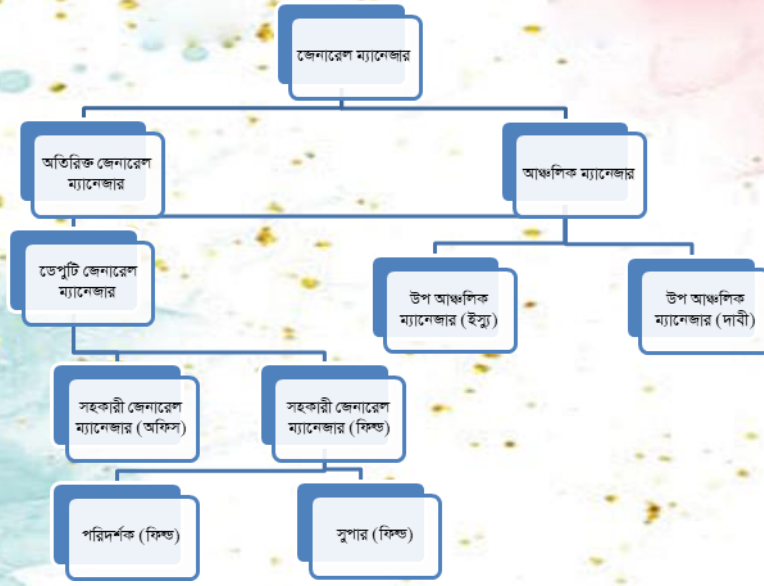 জেনারেল ম্যানেজার
অতিরিক্ত জেনারেল
ম্যানেজার
আঞ্চলিক ম্যানেজার
ডেপুটি জেনারেল
ম্যানেজার
উপ আঞ্চলিক
ম্যানেজার (ইস্যু)
উপ আঞ্চলিক
ম্যানেজার (দাবী)
সহকারী জেনারেল
ম্যানেজার (অফিস)
সহকারী জেনারেল
ম্যানেজার (ফিল্ড)
পরিদর্শক (ফিল্ড)
সুপার (ফিল্ড)